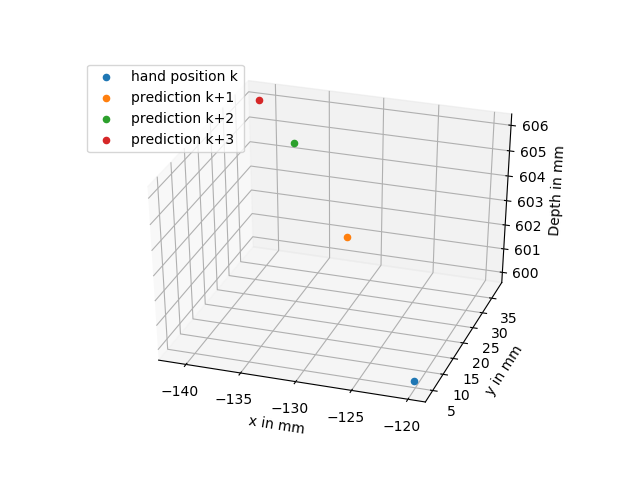 hand position k
prediction k+1
prediction k+2
prediction k+3
606
605
604
603
602
601
600
Depth in mm
35
30
25
20
15
10
5
y in mm
−140
−135
−130
−125
−120
x in mm